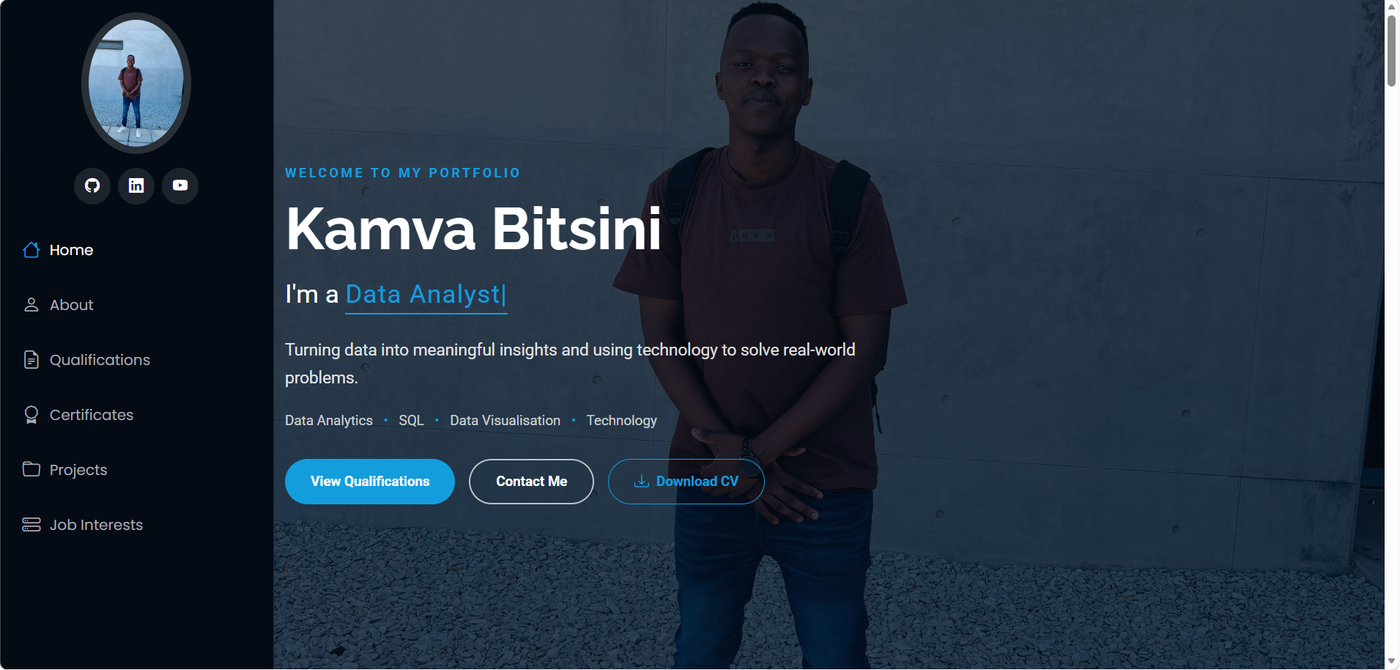 Home
About
Qualifications
Certificates
Projects
Job Interests
WELCOME TO MY PORTFOLIO
Kamva Bitsini
I'm a Data Analyst|
Turning data into meaningful insights and using technology to solve real-world
problems.
Data Analytics • SQL • Data Visualisation • Technology
View Qualifications
Contact Me
Download CV